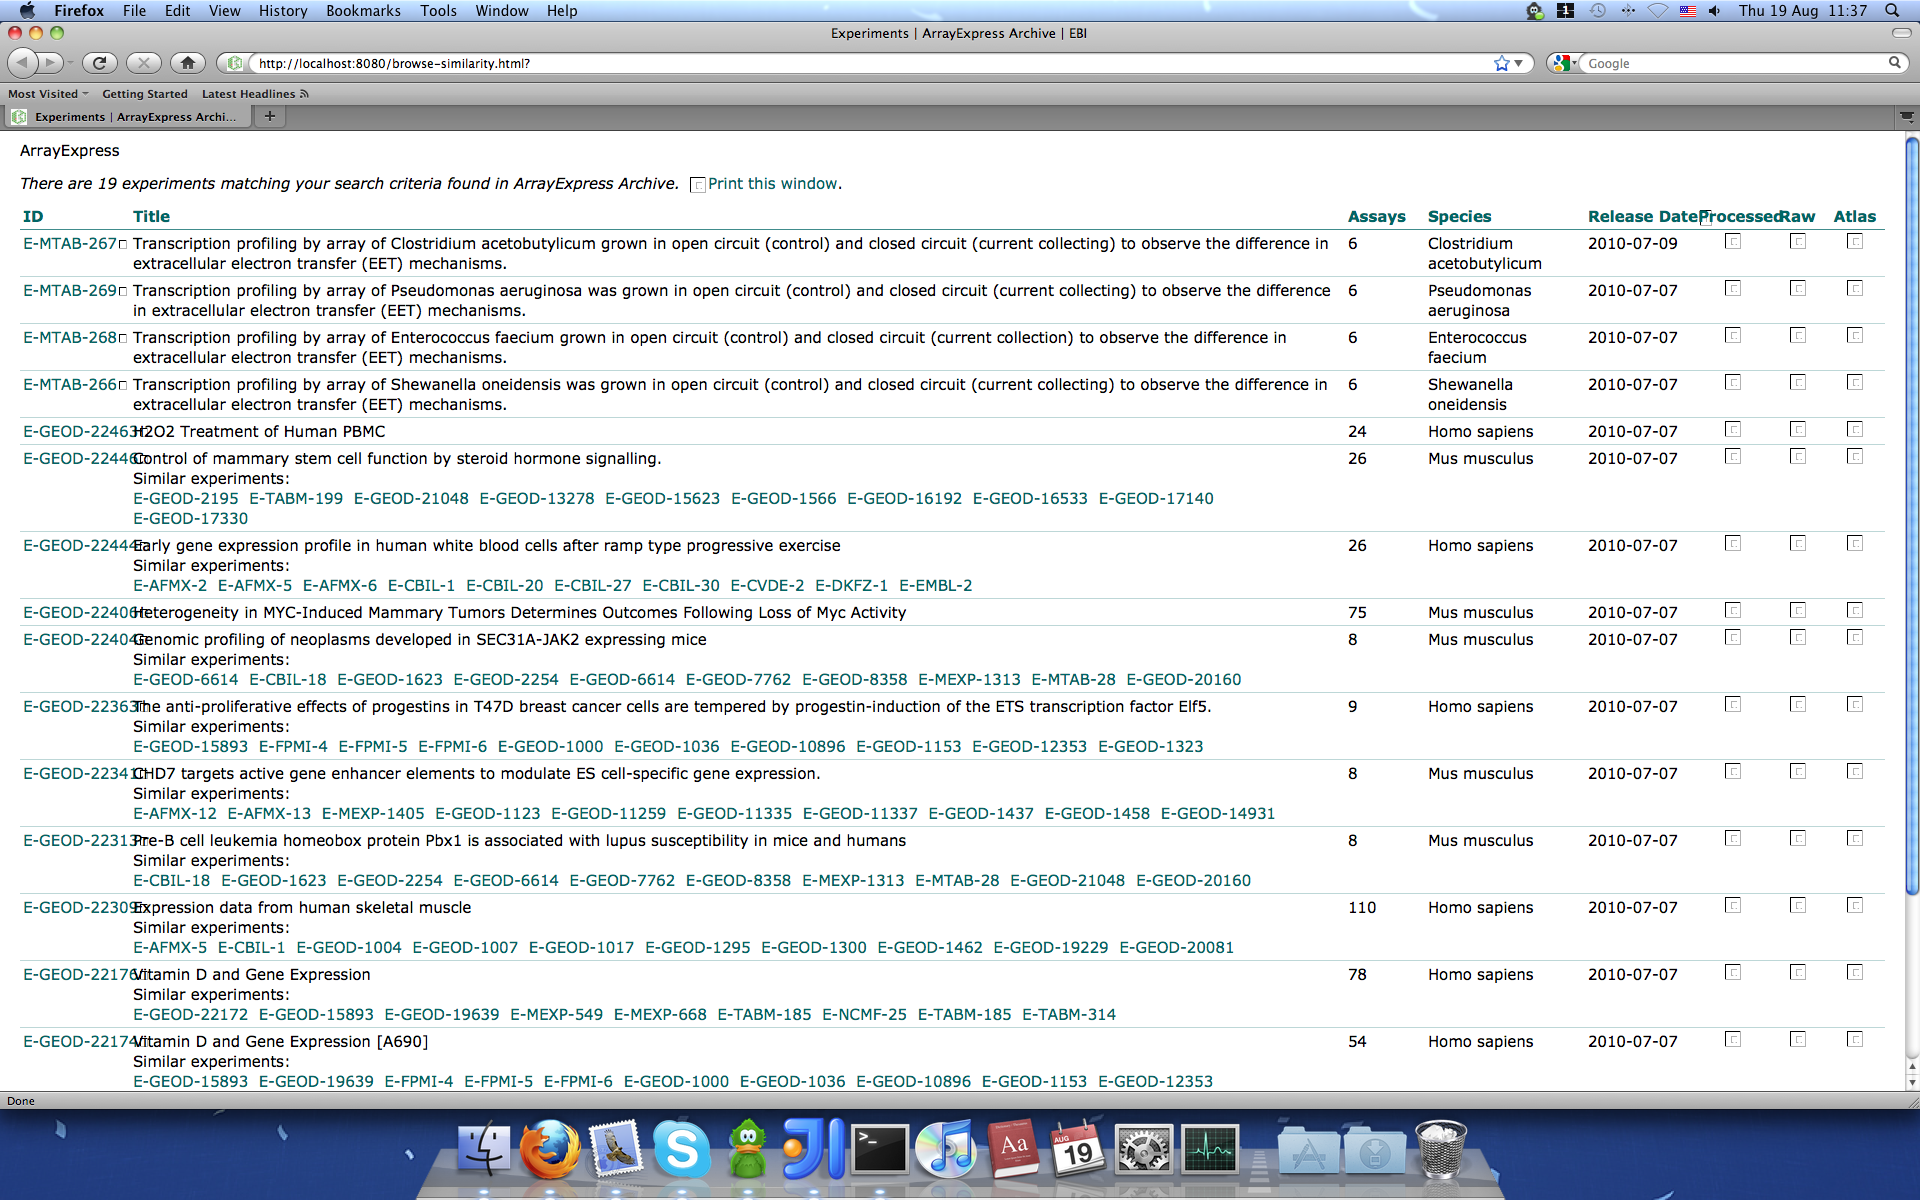 Firefox File Edit View History Bookmarks Tools Window Help 1 Thu 19 Aug 11:37
Experiments | ArrayExpress Archive | EBI
http://localhost:8080/browse-similarity.html? Google
Most Visited Getting Started Latest Headlines
Experiments | ArrayExpress Archi... +
ArrayExpress
There are 19 experiments matching your search criteria found in ArrayExpress Archive. Print this window.
ID Title Assays Species Release Date Processed Raw Atlas
E-MTAB-267 Transcription profiling by array of Clostridium acetobutylicum grown in open circuit (control) and closed circuit (current collecting) to observe the difference in 6 Clostridium 2010-07-09
extracellular electron transfer (EET) mechanisms. acetobutylicum
E-MTAB-269 Transcription profiling by array of Pseudomonas aeruginosa was grown in open circuit (control) and closed circuit (current collecting) to observe the difference 6 Pseudomonas 2010-07-07
in extracellular electron transfer (EET) mechanisms. aeruginosa
E-MTAB-268 Transcription profiling by array of Enterococcus faecium grown in open circuit (control) and closed circuit (current collection) to observe the difference in 6 Enterococcus 2010-07-07
extracellular electron transfer (EET) mechanisms. faecium
E-MTAB-266 Transcription profiling by array of Shewanella oneidensis was grown in open circuit (control) and closed circuit (current collecting) to observe the difference in 6 Shewanella 2010-07-07
extracellular electron transfer (EET) mechanisms. oneidensis
E-GEOD-22463 H2O2 Treatment of Human PBMC 24 Homo sapiens 2010-07-07
E-GEOD-22446 Control of mammary stem cell function by steroid hormone signalling. 26 Mus musculus 2010-07-07
Similar experiments:
E-GEOD-2195 E-TABM-199 E-GEOD-21048 E-GEOD-13278 E-GEOD-15623 E-GEOD-1566 E-GEOD-16192 E-GEOD-16533 E-GEOD-17140
E-GEOD-17330
E-GEOD-22444 Early gene expression profile in human white blood cells after ramp type progressive exercise 26 Homo sapiens 2010-07-07
Similar experiments:
E-AFMX-2 E-AFMX-5 E-AFMX-6 E-CBIL-1 E-CBIL-20 E-CBIL-27 E-CBIL-30 E-CVDE-2 E-DKFZ-1 E-EMBL-2
E-GEOD-22406 Heterogeneity in MYC-Induced Mammary Tumors Determines Outcomes Following Loss of Myc Activity 75 Mus musculus 2010-07-07
E-GEOD-22404 Genomic profiling of neoplasms developed in SEC31A-JAK2 expressing mice 8 Mus musculus 2010-07-07
Similar experiments:
E-GEOD-6614 E-CBIL-18 E-GEOD-1623 E-GEOD-2254 E-GEOD-6614 E-GEOD-7762 E-GEOD-8358 E-MEXP-1313 E-MTAB-28 E-GEOD-20160
E-GEOD-22363 The anti-proliferative effects of progestins in T47D breast cancer cells are tempered by progestin-induction of the ETS transcription factor Elf5. 9 Homo sapiens 2010-07-07
Similar experiments:
E-GEOD-15893 E-FPMI-4 E-FPMI-5 E-FPMI-6 E-GEOD-1000 E-GEOD-1036 E-GEOD-10896 E-GEOD-1153 E-GEOD-12353 E-GEOD-1323
E-GEOD-22341 CHD7 targets active gene enhancer elements to modulate ES cell-specific gene expression. 8 Mus musculus 2010-07-07
Similar experiments:
E-AFMX-12 E-AFMX-13 E-MEXP-1405 E-GEOD-1123 E-GEOD-11259 E-GEOD-11335 E-GEOD-11337 E-GEOD-1437 E-GEOD-1458 E-GEOD-14931
E-GEOD-22313 Pre-B cell leukemia homeobox protein Pbx1 is associated with lupus susceptibility in mice and humans 8 Mus musculus 2010-07-07
Similar experiments:
E-CBIL-18 E-GEOD-1623 E-GEOD-2254 E-GEOD-6614 E-GEOD-7762 E-GEOD-8358 E-MEXP-1313 E-MTAB-28 E-GEOD-21048 E-GEOD-20160
E-GEOD-22309 Expression data from human skeletal muscle 110 Homo sapiens 2010-07-07
Similar experiments:
E-AFMX-5 E-CBIL-1 E-GEOD-1004 E-GEOD-1007 E-GEOD-1017 E-GEOD-1295 E-GEOD-1300 E-GEOD-1462 E-GEOD-19229 E-GEOD-20081
E-GEOD-22176 Vitamin D and Gene Expression 78 Homo sapiens 2010-07-07
Similar experiments:
E-GEOD-22172 E-GEOD-15893 E-GEOD-19639 E-MEXP-549 E-MEXP-668 E-TABM-185 E-NCMF-25 E-TABM-185 E-TABM-314
E-GEOD-22174 Vitamin D and Gene Expression [A690] 54 Homo sapiens 2010-07-07
Similar experiments:
E-GEOD-15893 E-GEOD-19639 E-FPMI-4 E-FPMI-5 E-FPMI-6 E-GEOD-1000 E-GEOD-1036 E-GEOD-10896 E-GEOD-1153 E-GEOD-12353
Done
S JI >_ Aa AUG 19